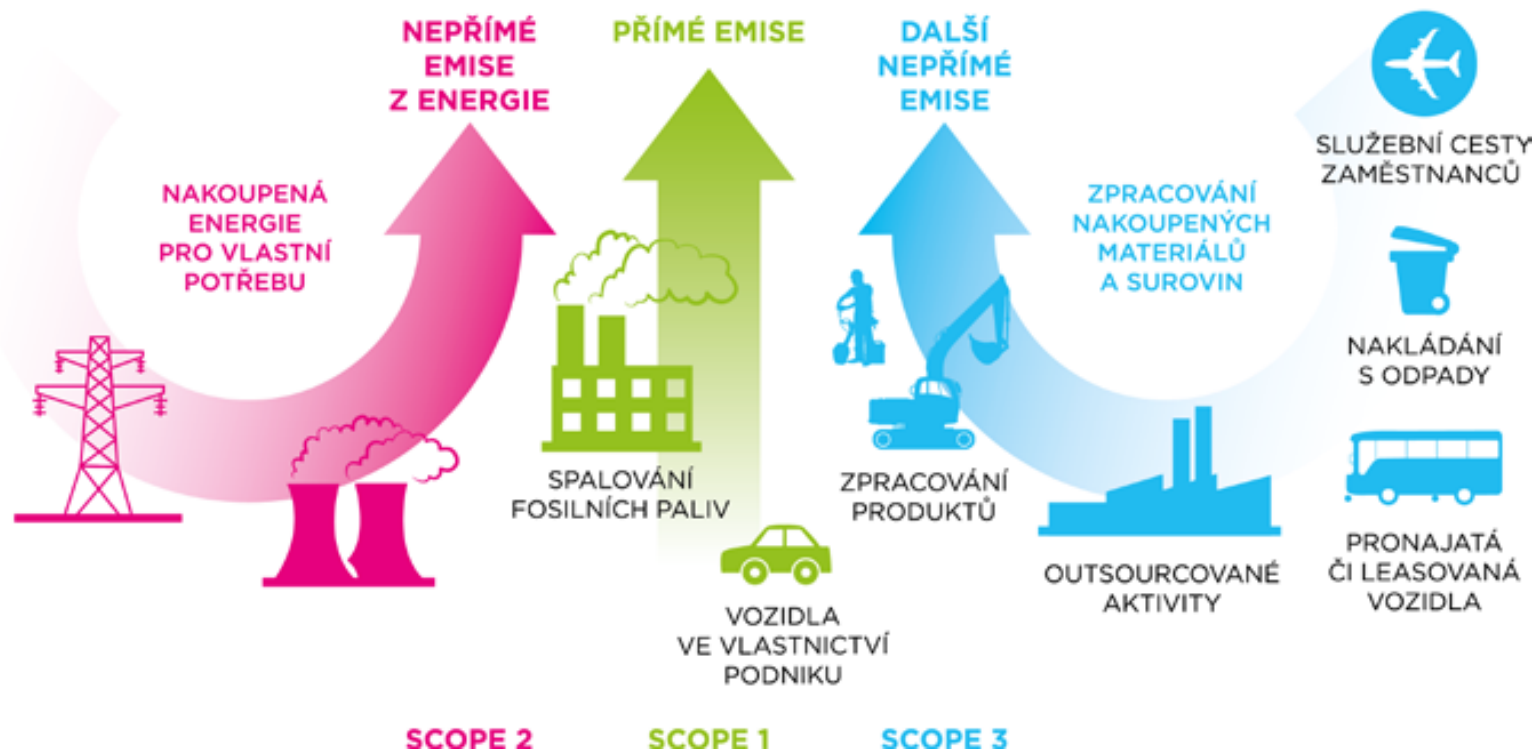 NEPŘÍMÉ
EMISE
Z ENERGIE
PŘÍMÉ EMISE
DALŠÍ
NEPŘÍMÉ
EMISE
NAKOUPENÁ
ENERGIE
PRO VLASTNÍ
POTŘEBU
ZPRACOVÁNÍ
NAKOUPENÝCH
MATERIÁLŮ
A SUROVIN
SLUŽEBNÍ CESTY
ZAMĚSTNANCŮ
NAKLÁDÁNÍ
S ODPADY
SPALOVÁNÍ
FOSILNÍCH PALIV
ZPRACOVÁNÍ
PRODUKTŮ
OUTSOURCOVANÉ
AKTIVITY
PRONAJATÁ
ČI LEASOVANÁ
VOZIDLA
VOZIDLA
VE VLASTNICTVÍ
PODNIKU
SCOPE 2
SCOPE 1
SCOPE 3